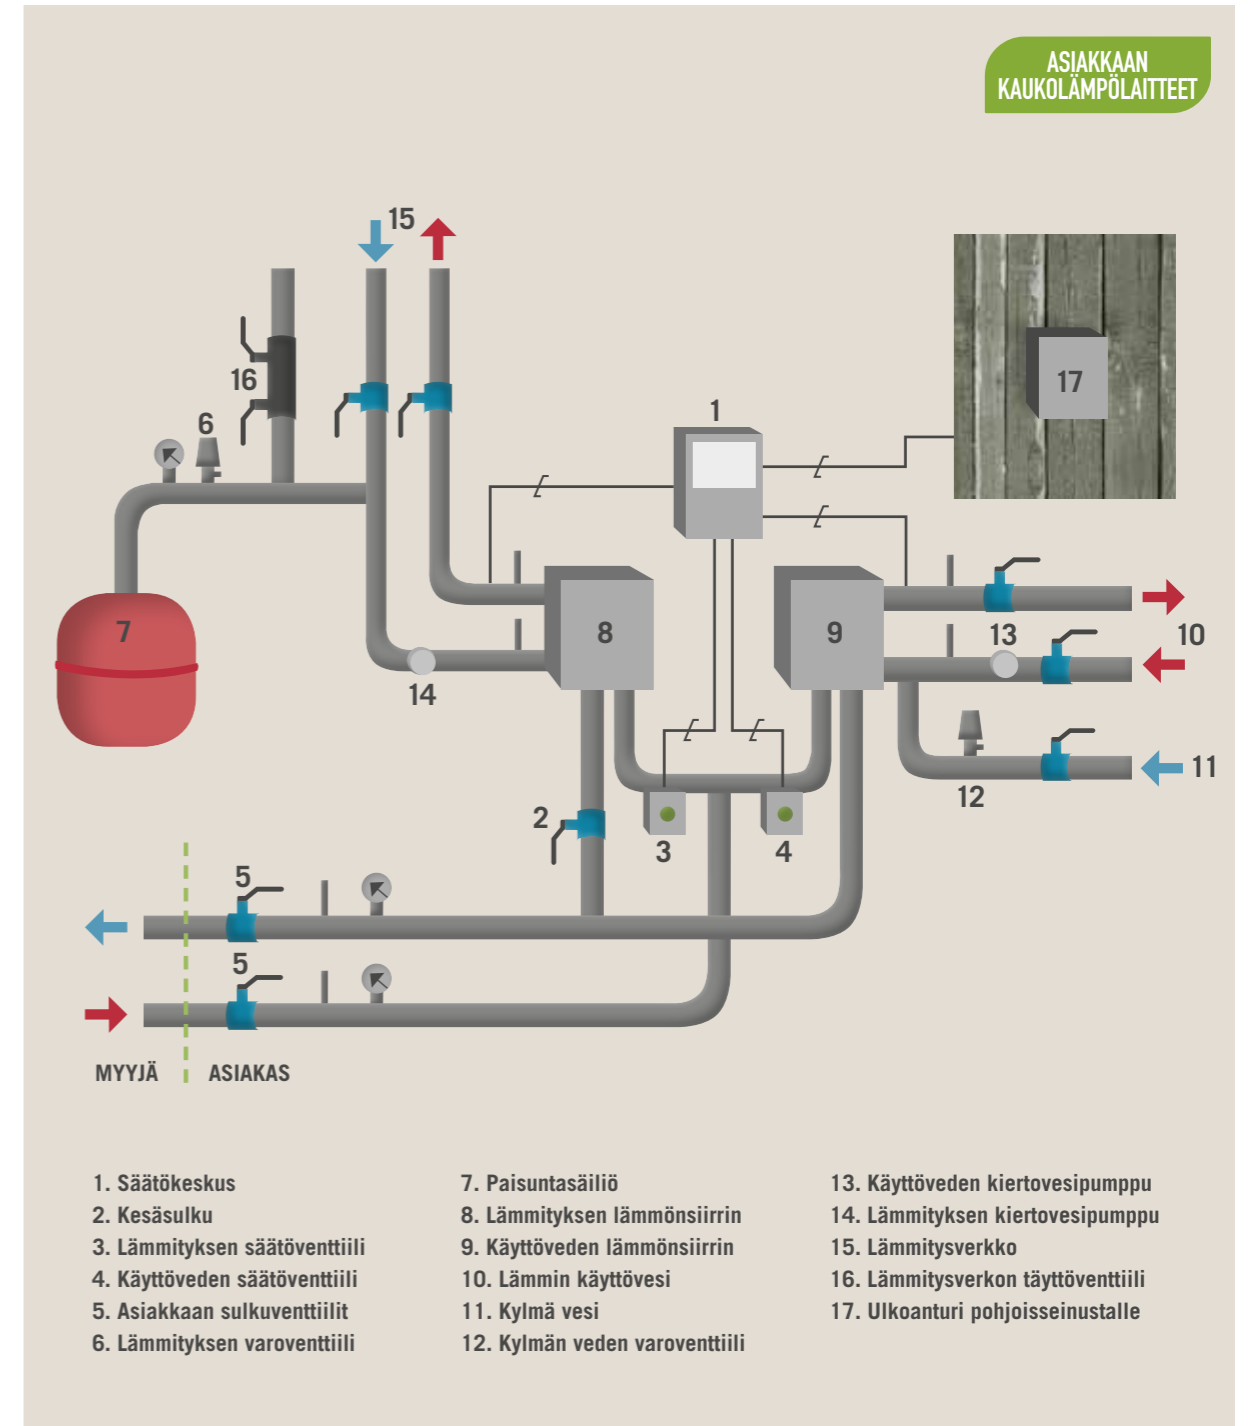 ASIAKKAAN
KAUKOLÄMPÖLAITTEET
15
16
6
1
17
7
8
9
13
10
14
12
11
2
3
4
5
5
MYYJÄ
ASIAKAS
1. Säätökeskus
2. Kesäsulku
3. Lämmityksen säätöventtiili
4. Käyttöveden säätöventtiili
5. Asiakkaan sulkuventtiilit
6. Lämmityksen varoventtiili
7. Paisuntasäiliö
8. Lämmityksen lämmönsiirrin
9. Käyttöveden lämmönsiirrin
10. Lämmin käyttövesi
11. Kylmä vesi
12. Kylmän veden varoventtiili
13. Käyttöveden kiertovesipumppu
14. Lämmityksen kiertovesipumppu
15. Lämmitysverkko
16. Lämmitysverkon täyttöventtiili
17. Ulkoanturi pohjoisseinustalle